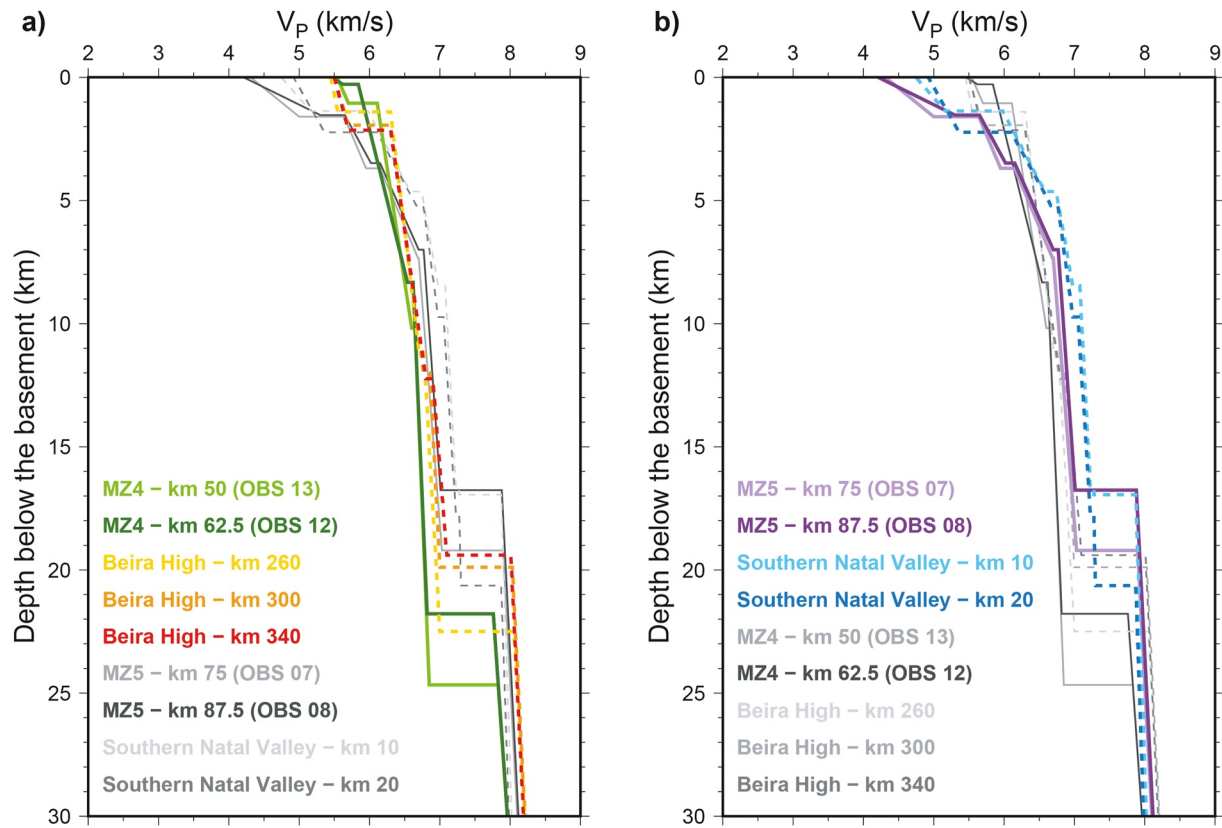 a)
V_P (km/s)
2 3 4 5 6 7 8 9
Depth below the basement (km)
0
5
10
15
20
25
30
MZ4 − km 50 (OBS 13)
MZ4 − km 62.5 (OBS 12)
Beira High − km 260
Beira High − km 300
Beira High − km 340
MZ5 − km 75 (OBS 07)
MZ5 − km 87.5 (OBS 08)
Southern Natal Valley − km 10
Southern Natal Valley − km 20
b)
V_P (km/s)
2 3 4 5 6 7 8 9
Depth below the basement (km)
0
5
10
15
20
25
30
MZ5 − km 75 (OBS 07)
MZ5 − km 87.5 (OBS 08)
Southern Natal Valley − km 10
Southern Natal Valley − km 20
MZ4 − km 50 (OBS 13)
MZ4 − km 62.5 (OBS 12)
Beira High − km 260
Beira High − km 300
Beira High − km 340